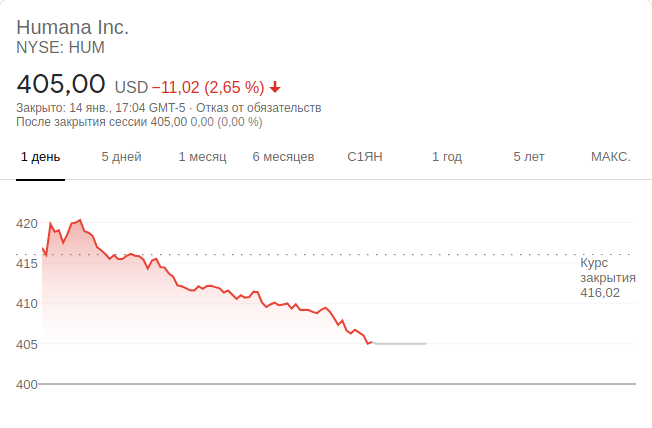 Humana Inc.
NYSE: HUM
405,00 USD −11,02 (2,65 %)
Закрыто: 14 янв., 17:04 GMT-5 · Отказ от обязательств
После закрытия сессии 405,00 0,00 (0,00 %)
1 день 5 дней 1 месяц 6 месяцев С1ЯН 1 год 5 лет МАКС.
420
415
410
405
400
Курс
закрытия
416,02